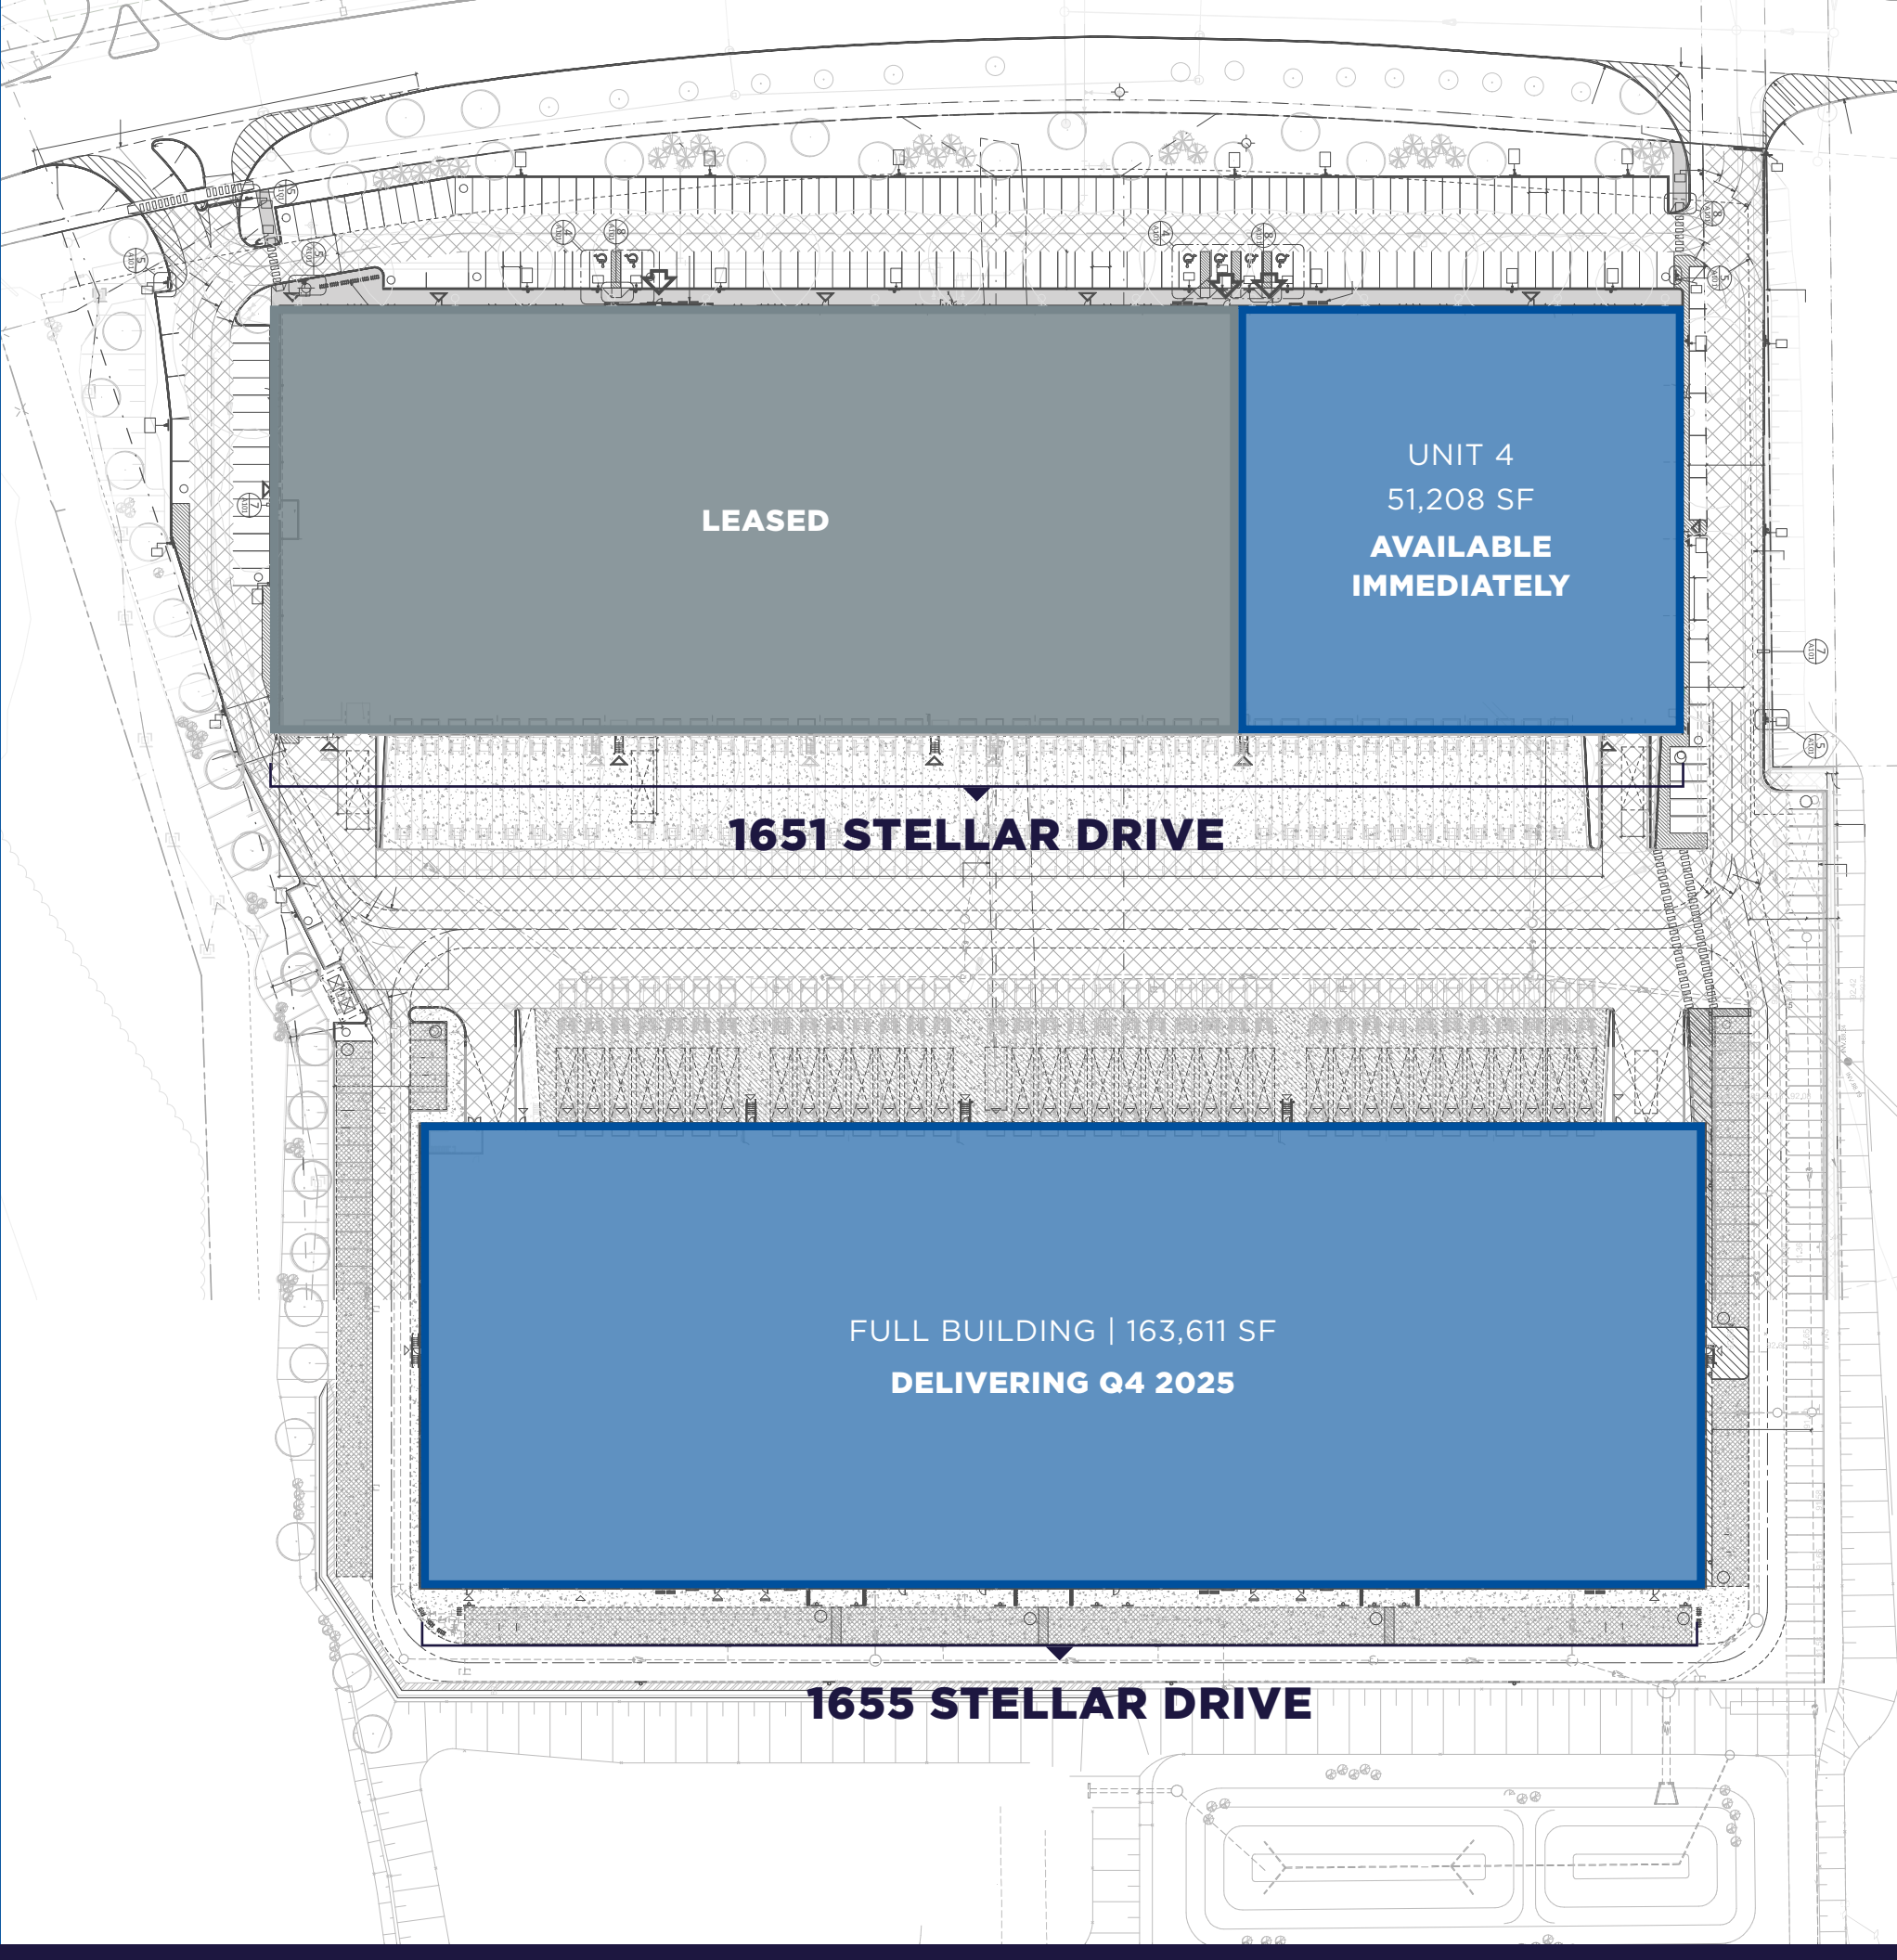 LEASED
UNIT 4
51,208 SF
AVAILABLE
IMMEDIATELY
1651 STELLAR DRIVE
FULL BUILDING | 163,611 SF
DELIVERING Q4 2025
1655 STELLAR DRIVE